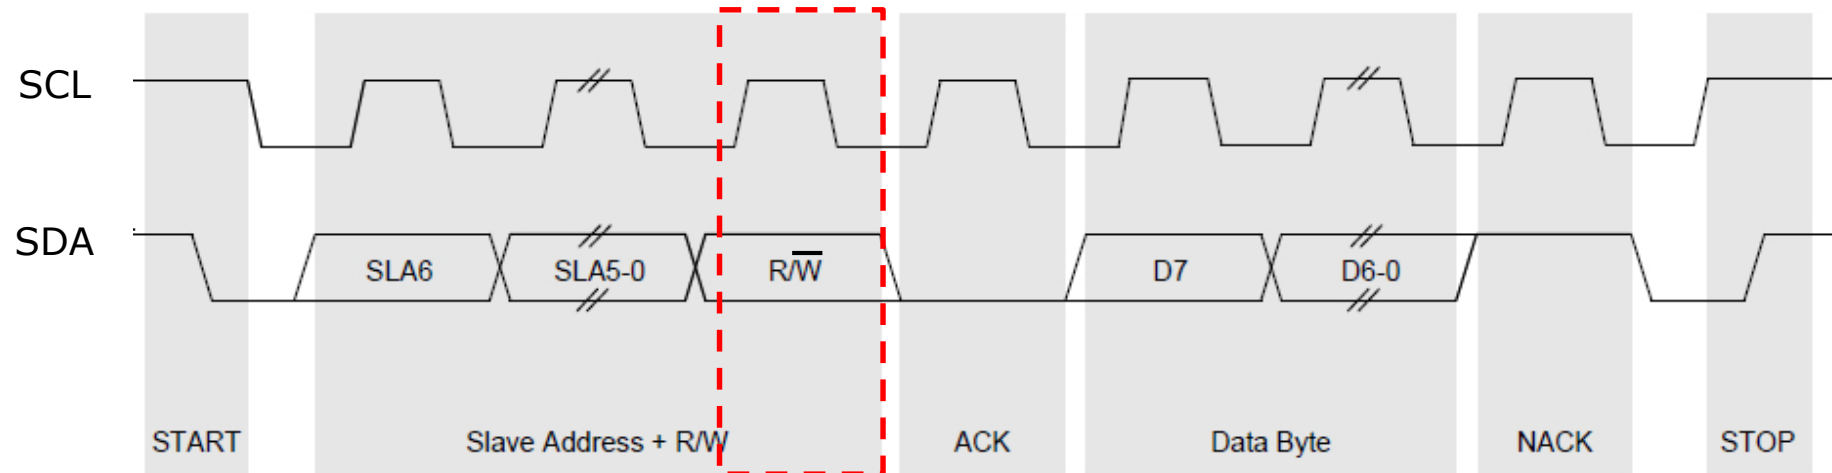 SCL
SDA
SLA6 SLA5-0 R/W̅ D7 D6-0
START Slave Address + R/W ACK Data Byte NACK STOP